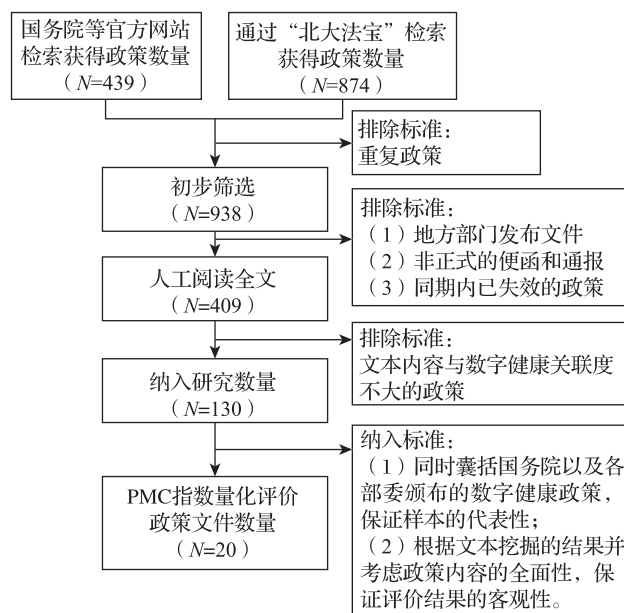 国务院等官方网站
检索获得政策数量
（N=439）
通过“北大法宝”检索
获得政策数量
（N=874）
排除标准：
重复政策
初步筛选
（N=938）
排除标准：
（1）地方部门发布文件
（2）非正式的便函和通报
（3）同期内已失效的政策
人工阅读全文
（N=409）
排除标准：
文本内容与数字健康关联度
不大的政策
纳入研究数量
（N=130）
纳入标准：
（1）同时囊括国务院以及各
部委颁布的数字健康政策，
保证样本的代表性；
（2）根据文本挖掘的结果并
考虑政策内容的全面性，保
证评价结果的客观性。
PMC指数量化评价
政策文件数量
（N=20）